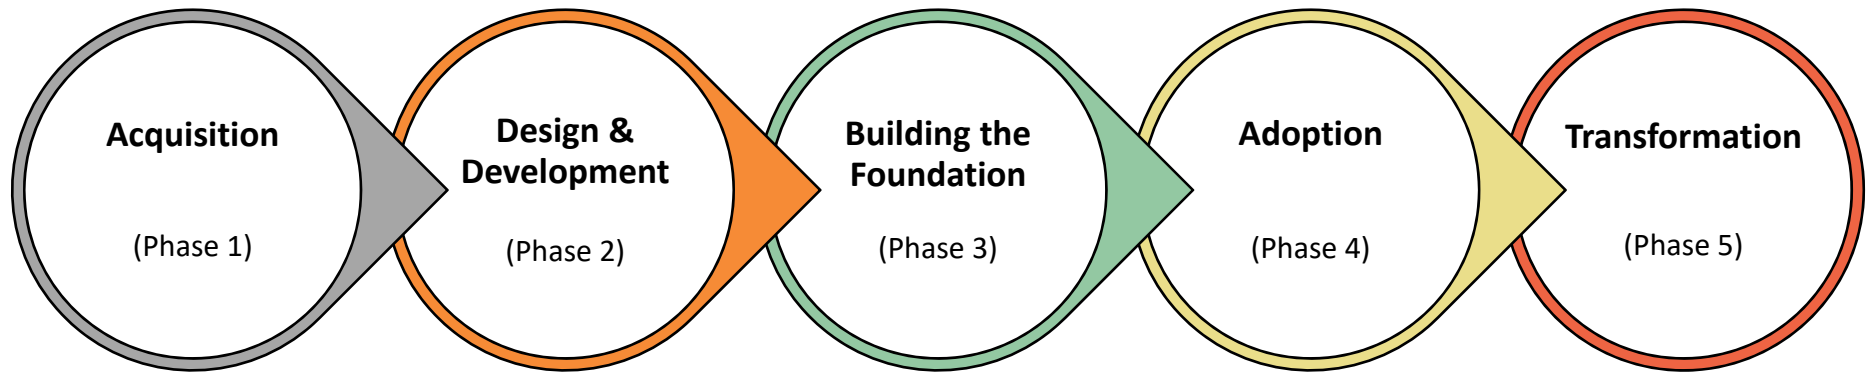 Acquisition
(Phase 1)
Design &
Development
(Phase 2)
Building the
Foundation
(Phase 3)
Adoption
(Phase 4)
Transformation
(Phase 5)